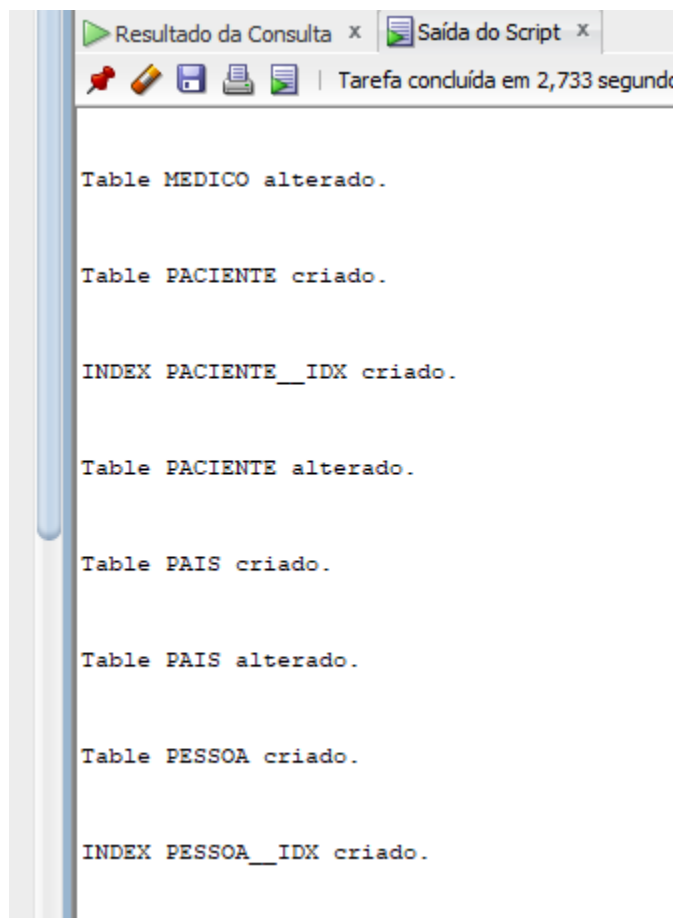 Resultado da Consulta x Saída do Script x
Tarefa concluída em 2,733 segundo
Table MEDICO alterado.
Table PACIENTE criado.
INDEX PACIENTE__IDX criado.
Table PACIENTE alterado.
Table PAIS criado.
Table PAIS alterado.
Table PESSOA criado.
INDEX PESSOA__IDX criado.